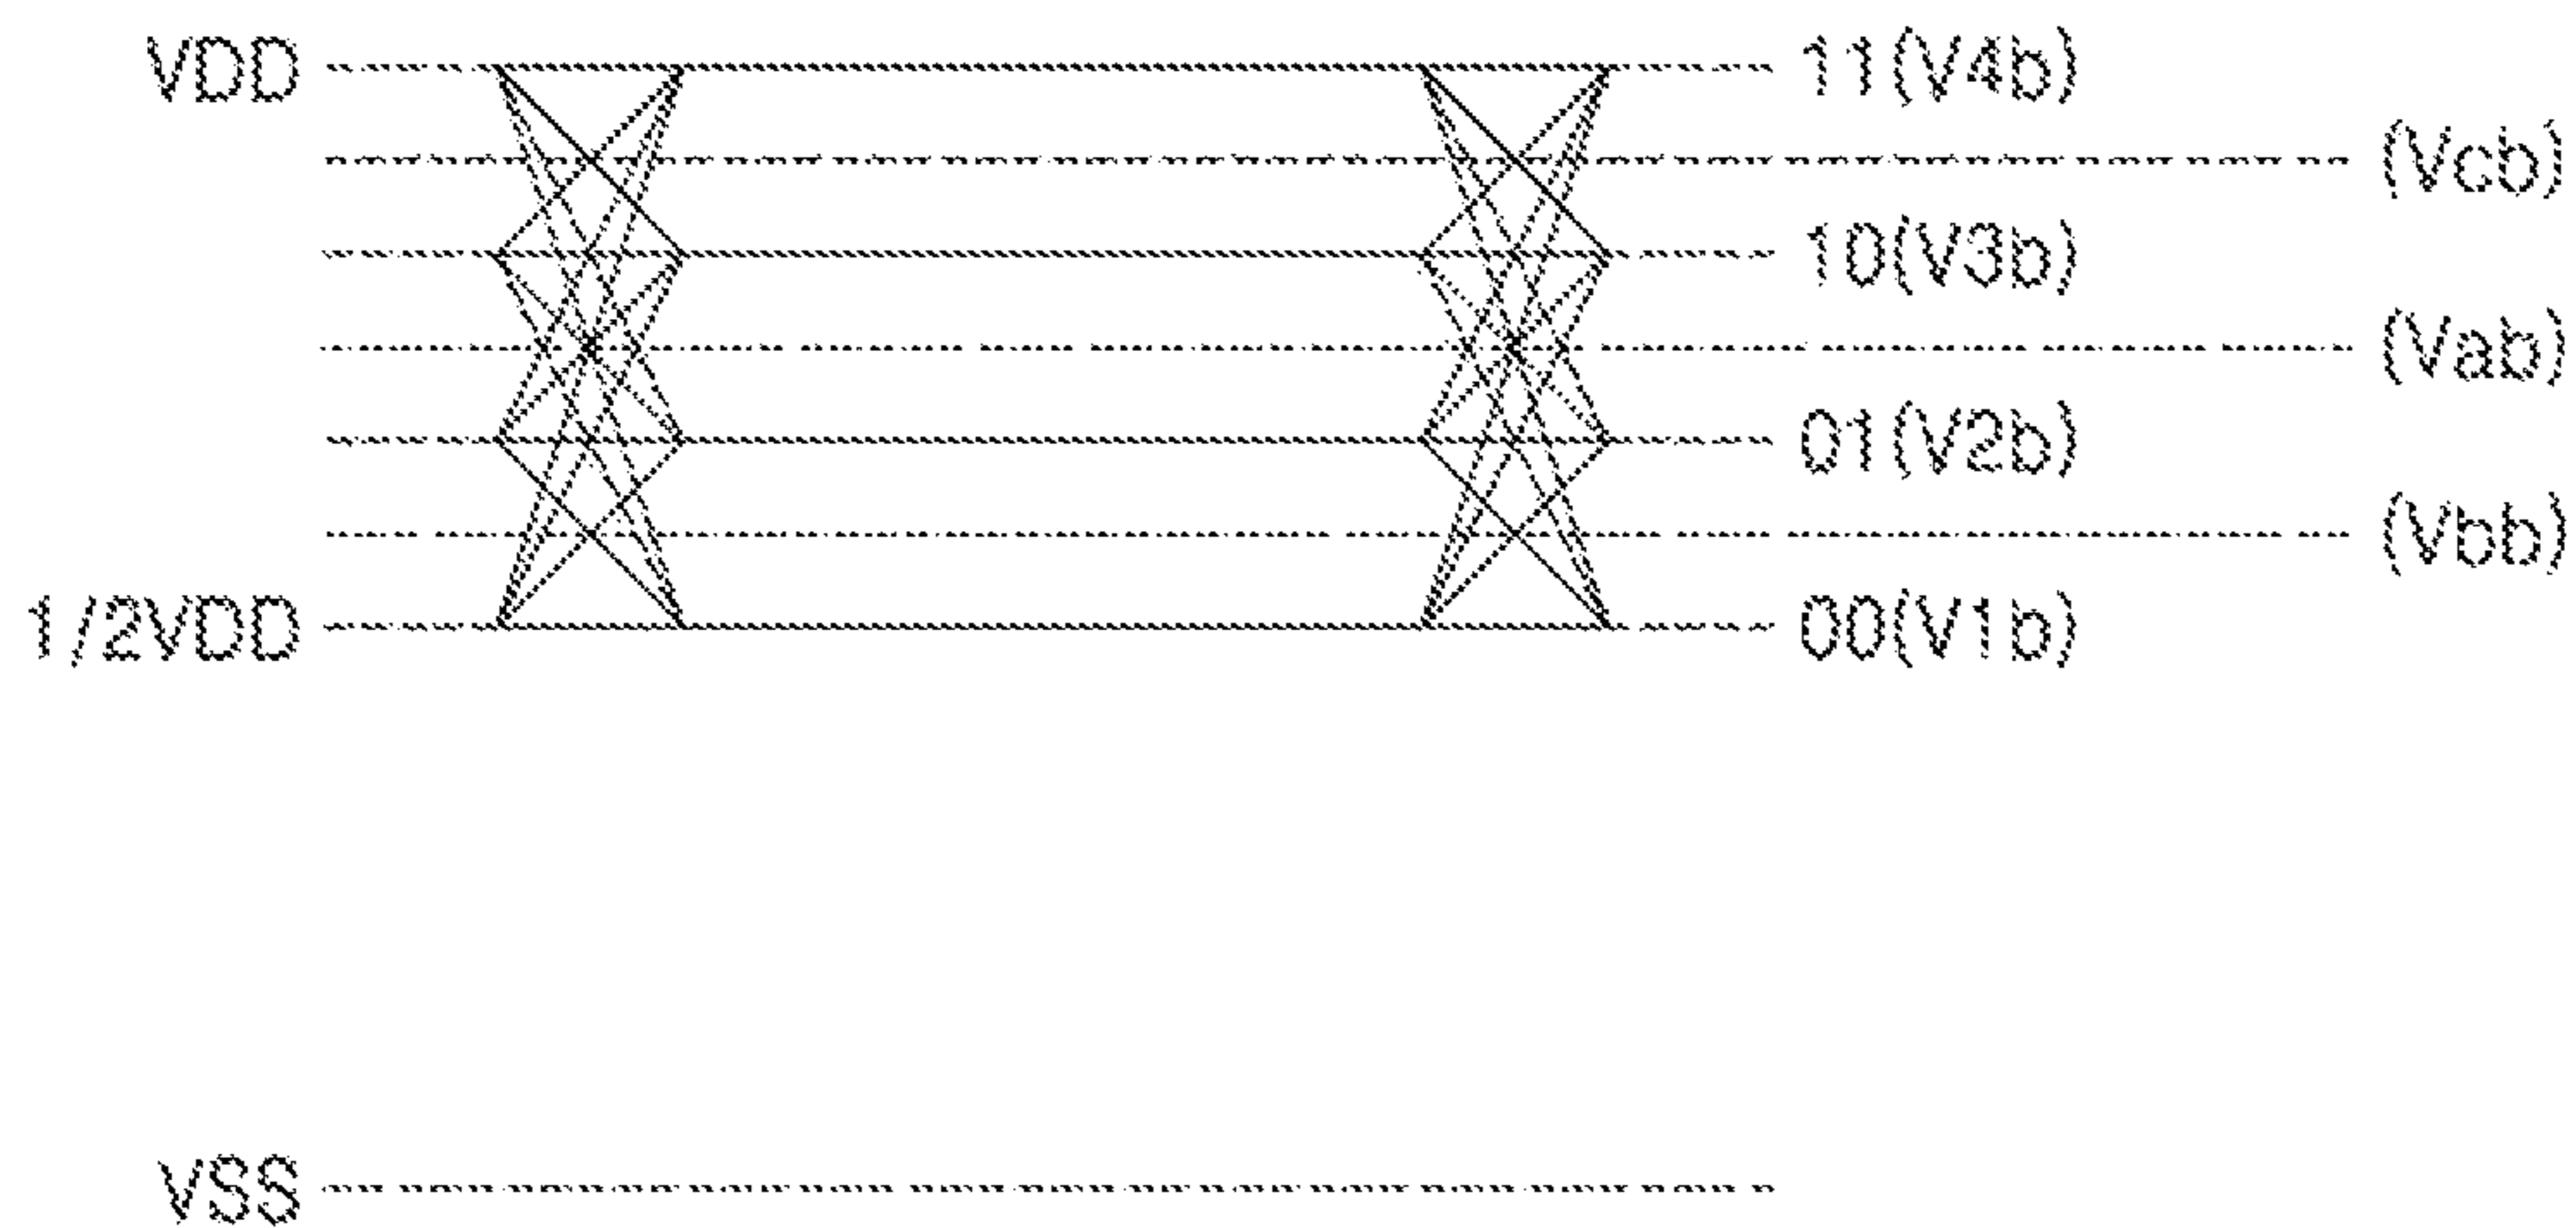 VDD 11(V4b)
(Vcb)
10(V3b)
(Vab)
01(V2b)
(Vbb)
1/2VDD 00(V1b)
VSS